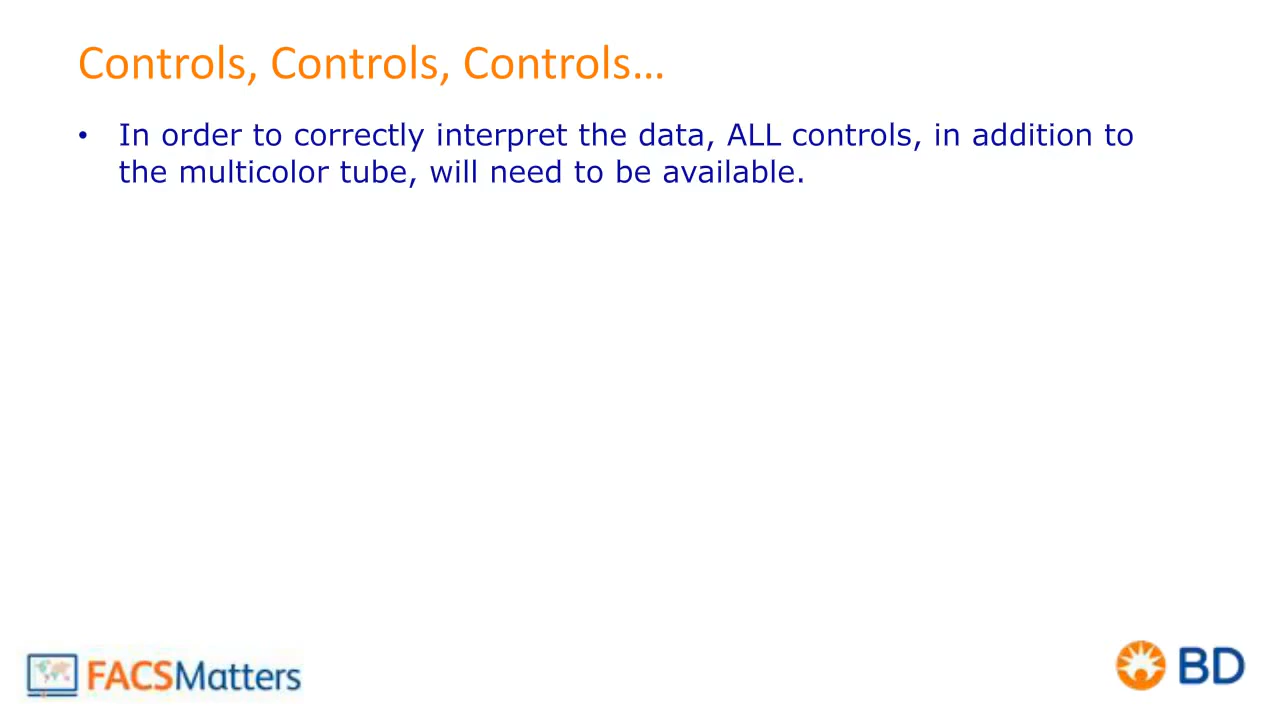 Controls, Controls, Controls…
• In order to correctly interpret the data, ALL controls, in addition to
the multicolor tube, will need to be available.
FACSMatters
BD